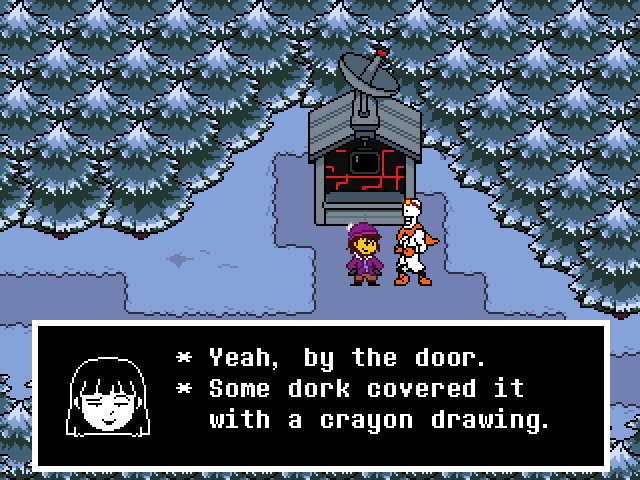 * Yeah, by the door.
* Some dork covered it
with a crayon drawing.